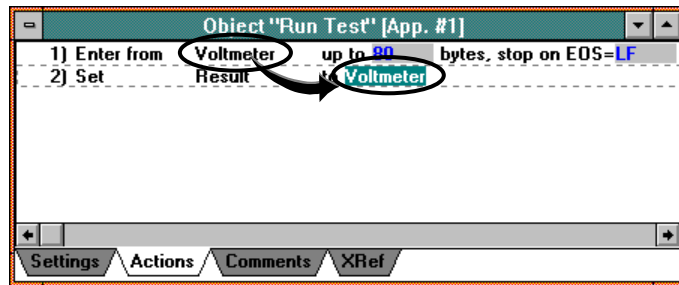 Object "Run Test" [App. #1]
1) Enter from Voltmeter up to 80 bytes, stop on EOS=LF
2) Set Result to Voltmeter
Settings Actions Comments XRef